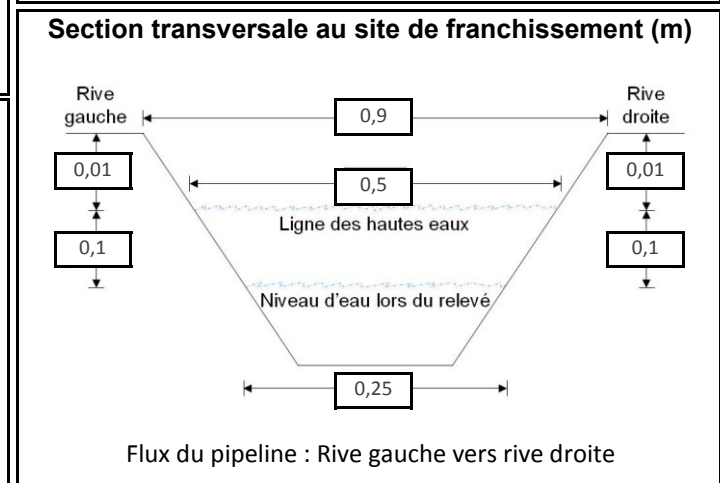 Section transversale au site de franchissement (m)
Rive
gauche
0,9
Rive
droite
0,01
0,5
0,01
Ligne des hautes eaux
0,1
0,1
Niveau d'eau lors du relevé
0,25
Flux du pipeline : Rive gauche vers rive droite